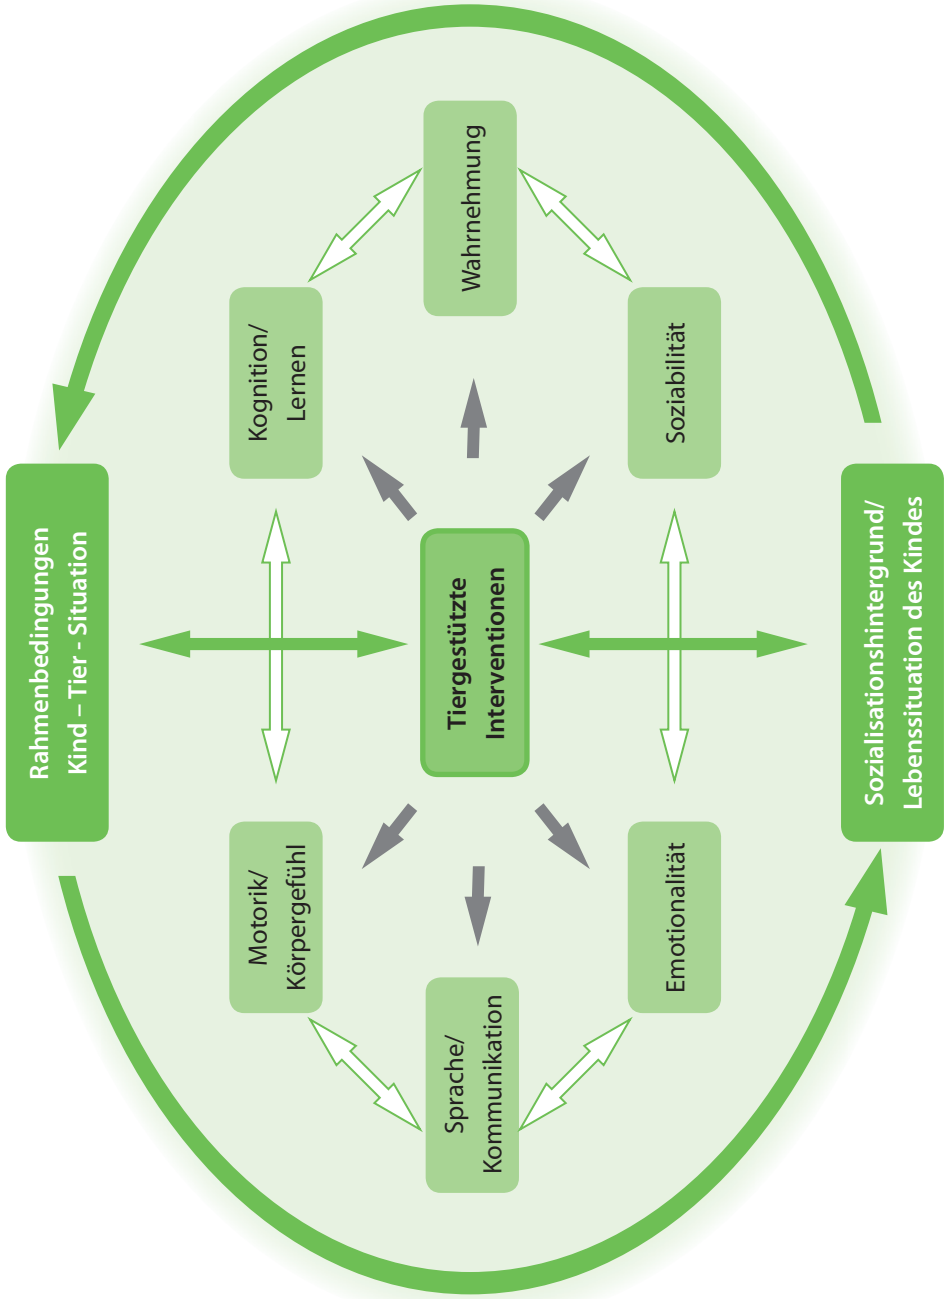 Rahmenbedingungen
Kind – Tier - Situation
Motorik/
Körpergefühl
Kognition/
Lernen
Sprache/
Kommunikation
Tiergestützte
Interventionen
Wahrnehmung
Emotionalität
Soziabilität
Sozialisationshintergrund/
Lebenssituation des Kindes